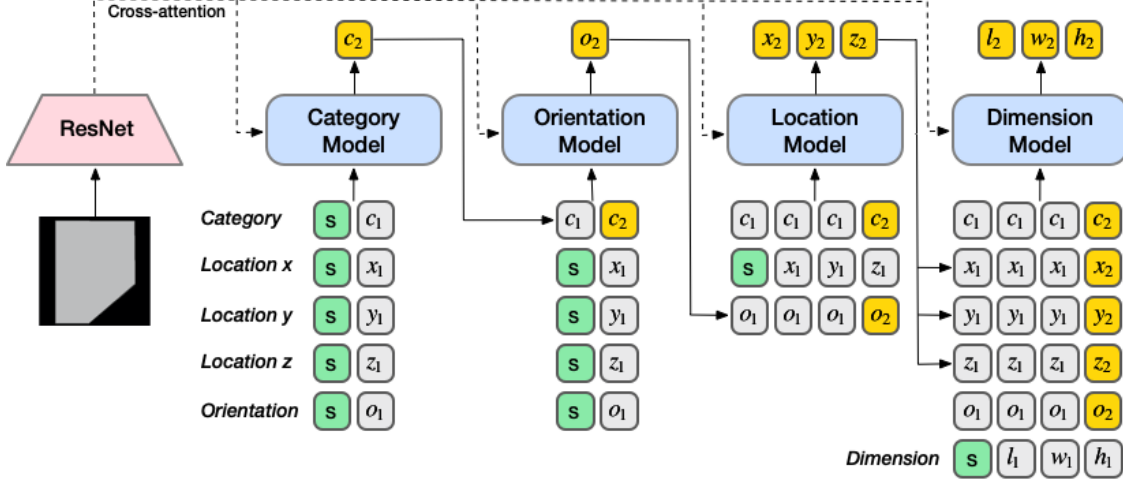 Cross-attention
c₂ o₂ x₂ y₂ z₂ l₂ w₂ h₂
ResNet
Category Model
Orientation Model
Location Model
Dimension Model
Category s c₁ c₁ c₂ c₁ c₁ c₁ c₂ c₁ c₁ c₁ c₂
Location x s x₁ s x₁ s x₁ y₁ z₁ x₁ x₁ x₁ x₂
Location y s y₁ s y₁ o₁ o₁ o₁ o₂ y₁ y₁ y₁ y₂
Location z s z₁ s z₁ z₁ z₁ z₁ z₂
Orientation s o₁ s o₁ o₁ o₁ o₁ o₂
Dimension s l₁ w₁ h₁